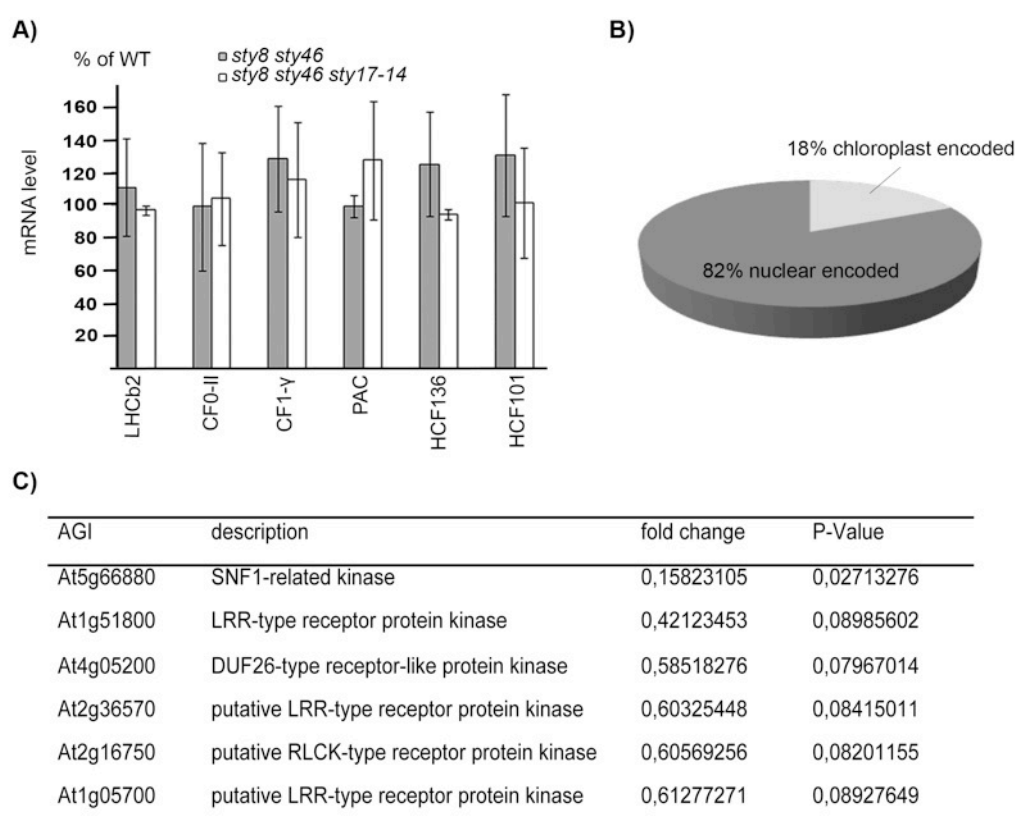 A)
% of WT
sty8 sty46
sty8 sty46 sty17-14
mRNA level
160
140
120
100
80
60
40
20
LHCb2
CF0-II
CF1-γ
PAC
HCF136
HCF101
B)
18% chloroplast encoded
82% nuclear encoded
C)
AGI description fold change P-Value
At5g66880 SNF1-related kinase 0,15823105 0,02713276
At1g51800 LRR-type receptor protein kinase 0,42123453 0,08985602
At4g05200 DUF26-type receptor-like protein kinase 0,58518276 0,07967014
At2g36570 putative LRR-type receptor protein kinase 0,60325448 0,08415011
At2g16750 putative RLCK-type receptor protein kinase 0,60569256 0,08201155
At1g05700 putative LRR-type receptor protein kinase 0,61277271 0,08927649